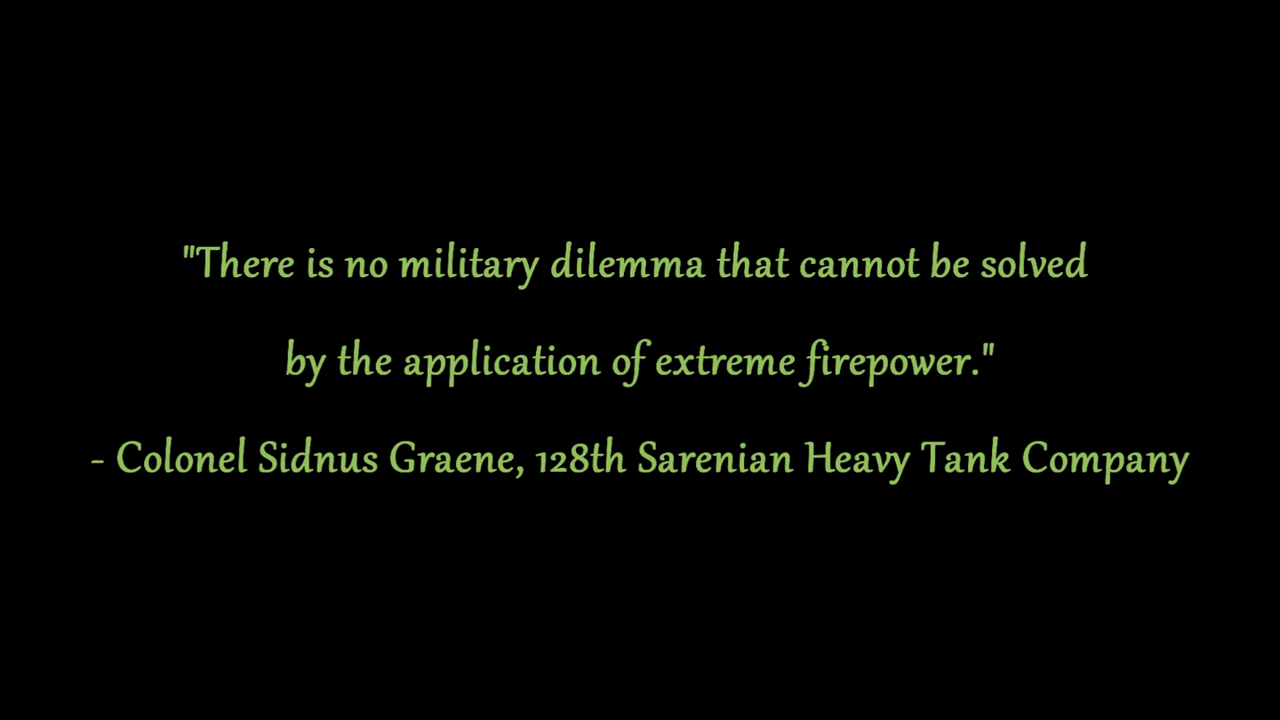 "There is no military dilemma that cannot be solved
by the application of extreme firepower."
- Colonel Sidnus Graene, 128th Sarenian Heavy Tank Company